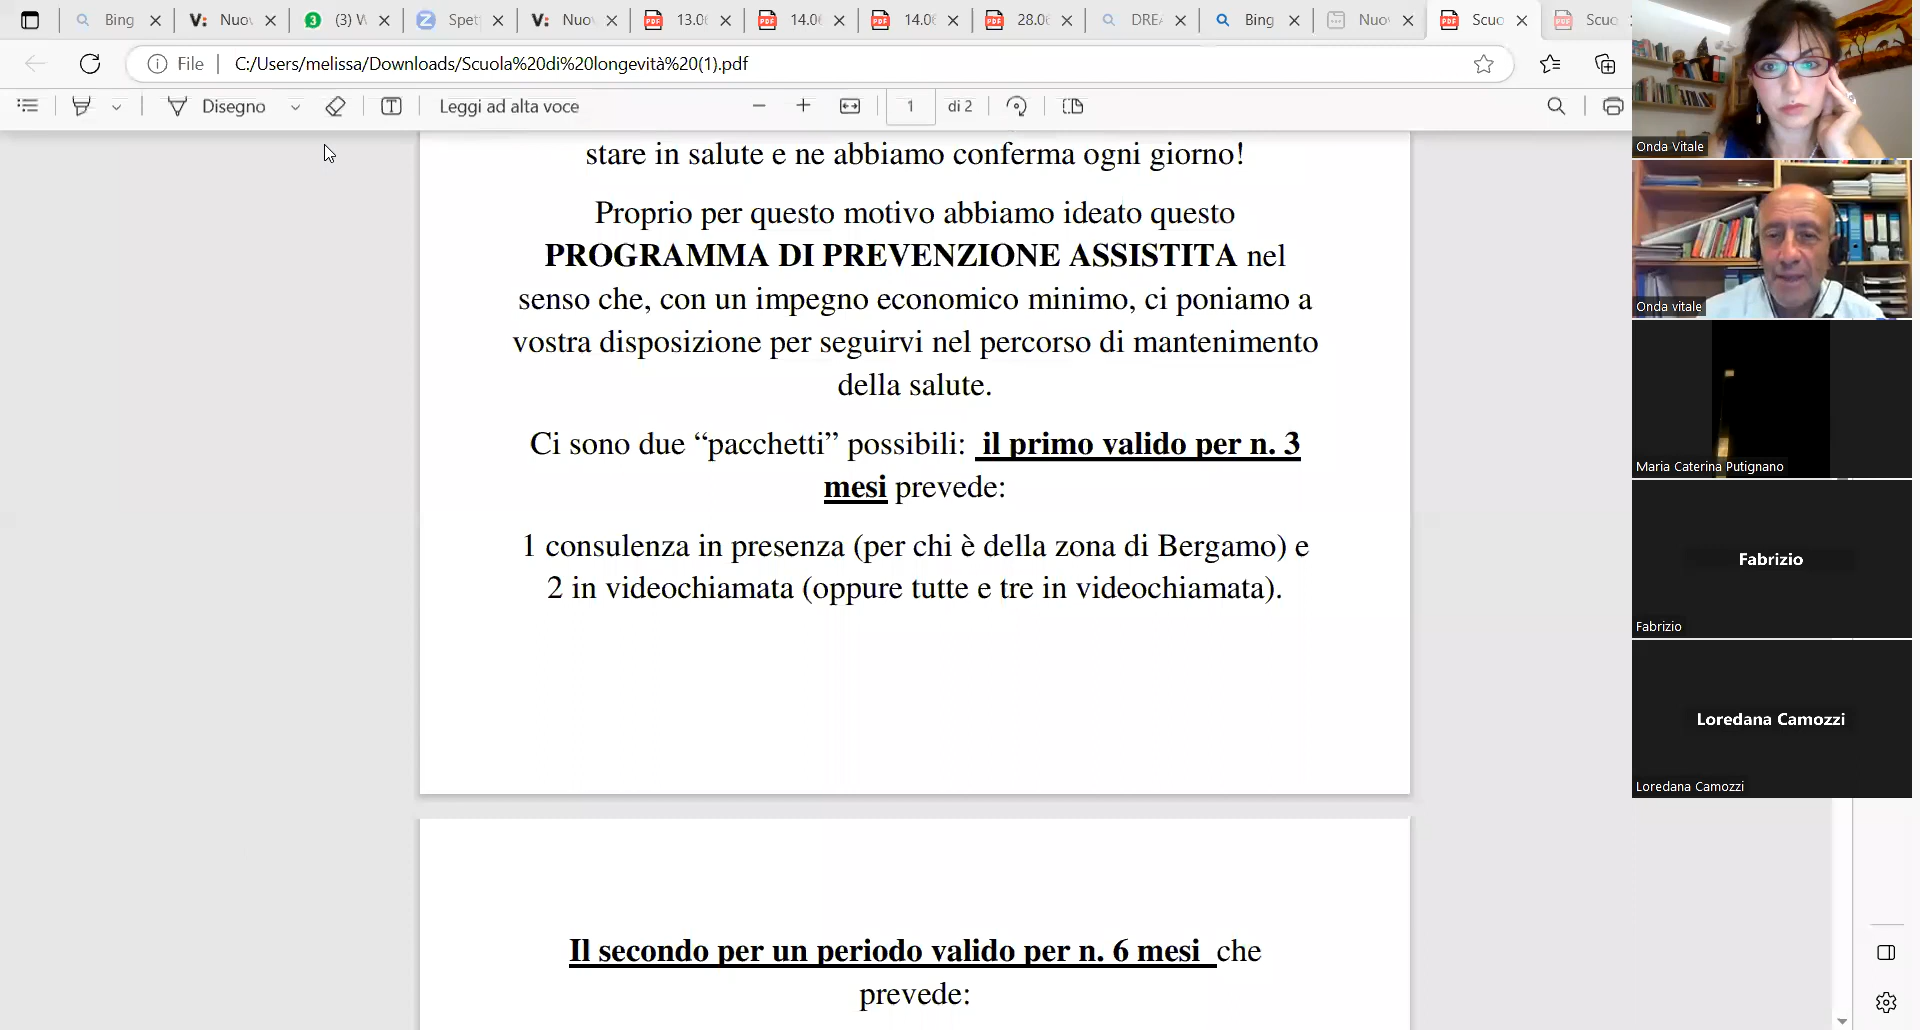 Bing
Nuov
(3) W
Spet
Nuov
13.0
14.0
14.0
28.0
DREA
Bing
Nuov
Scuo
Scuo
File
C:/Users/melissa/Downloads/Scuola%20di%20longevità%20(1).pdf
Disegno
Leggi ad alta voce
1
di 2
stare in salute e ne abbiamo conferma ogni giorno!
Proprio per questo motivo abbiamo ideato questo
PROGRAMMA DI PREVENZIONE ASSISTITA nel
senso che, con un impegno economico minimo, ci poniamo a
vostra disposizione per seguirvi nel percorso di mantenimento
della salute.
Ci sono due “pacchetti” possibili: il primo valido per n. 3
mesi prevede:
1 consulenza in presenza (per chi è della zona di Bergamo) e
2 in videochiamata (oppure tutte e tre in videochiamata).
Il secondo per un periodo valido per n. 6 mesi che
prevede:
Onda Vitale
Onda vitale
Maria Caterina Putignano
Fabrizio
Fabrizio
Loredana Camozzi
Loredana Camozzi